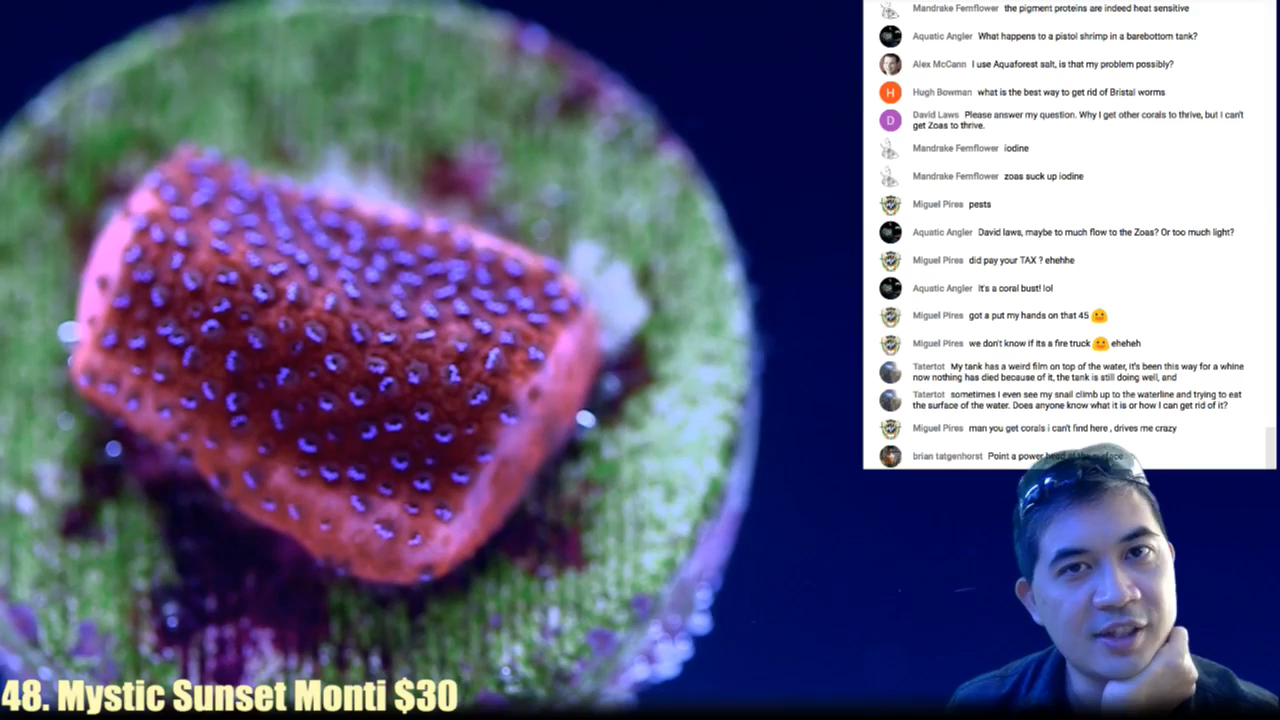 Mandrake Fernflower the pigment proteins are indeed heat sensitive
Aquatic Angler What happens to a pistol shrimp in a barebottom tank?
Alex McCann I use Aquaforest salt, is that my problem possibly?
H
Hugh Bowman what is the best way to get rid of Bristal worms
D
David Laws Please answer my question. Why I get other corals to thrive, but I can't
get Zoas to thrive.
Mandrake Fernflower iodine
Mandrake Fernflower zoas suck up iodine
Miguel Pires pests
Aquatic Angler David laws, maybe to much flow to the Zoas? Or too much light?
Miguel Pires did pay your TAX ? ehehhe
Aquatic Angler It's a coral bust! lol
Miguel Pires got a put my hands on that 45
Miguel Pires we don't know if its a fire truck eheheh
Tatertot My tank has a weird film on top of the water, it's been this way for a whine
now nothing has died because of it, the tank is still doing well, and
Tatertot sometimes I even see my snail climb up to the waterline and trying to eat
the surface of the water. Does anyone know what it is or how I can get rid of it?
Miguel Pires man you get corals i can't find here , drives me crazy
brian tatgenhorst Point a power head at the surface
48. Mystic Sunset Monti $30